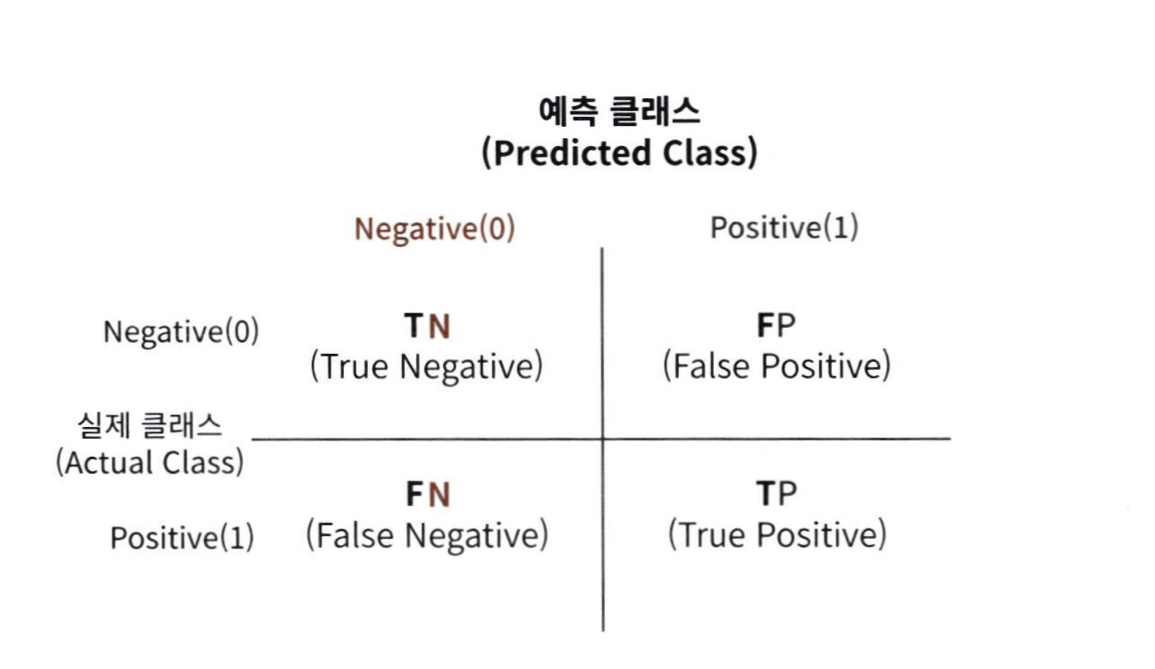 예측 클래스
(Predicted Class)
Negative(0)
Positive(1)
Negative(0)
TN
(True Negative)
FP
(False Positive)
실제 클래스
(Actual Class)
Positive(1)
FN
(False Negative)
TP
(True Positive)